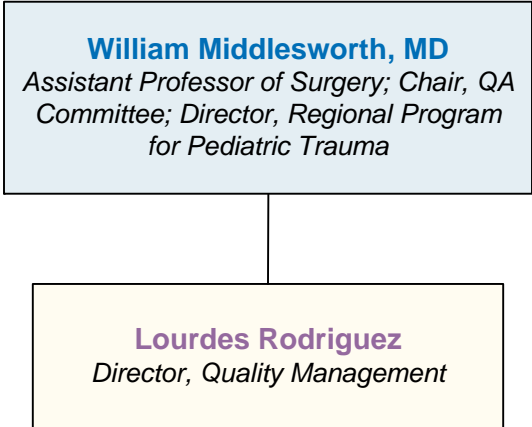 William Middlesworth, MD
Assistant Professor of Surgery; Chair, QA
Committee; Director, Regional Program
for Pediatric Trauma
Lourdes Rodriguez
Director, Quality Management